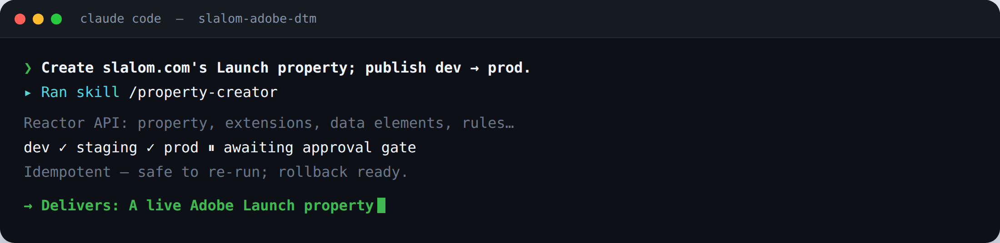 claude code — slalom-adobe-dtm
❯ Create slalom.com's Launch property; publish dev → prod.
▸ Ran skill /property-creator
Reactor API: property, extensions, data elements, rules…
dev ✓ staging ✓ prod ⏸ awaiting approval gate
Idempotent — safe to re-run; rollback ready.
→ Delivers: A live Adobe Launch property